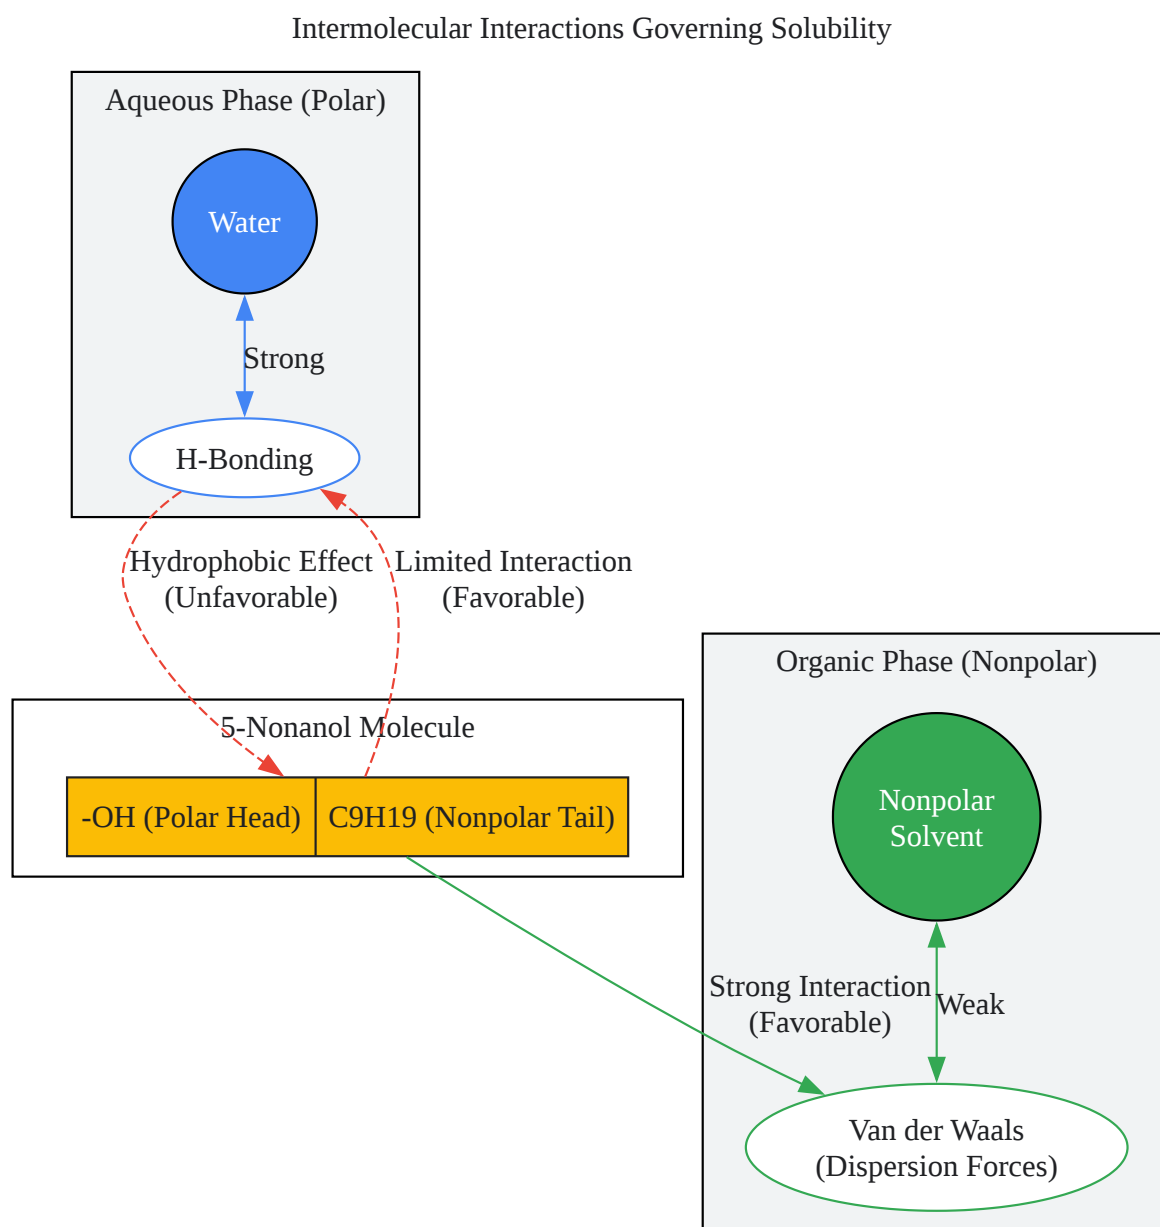 Intermolecular Interactions Governing Solubility
Aqueous Phase (Polar)
Water
Strong
H-Bonding
Hydrophobic Effect
(Unfavorable)
Limited Interaction
(Favorable)
5-Nonanol Molecule
-OH (Polar Head)
C9H19 (Nonpolar Tail)
Organic Phase (Nonpolar)
Nonpolar
Solvent
Strong Interaction
(Favorable)
Weak
Van der Waals
(Dispersion Forces)